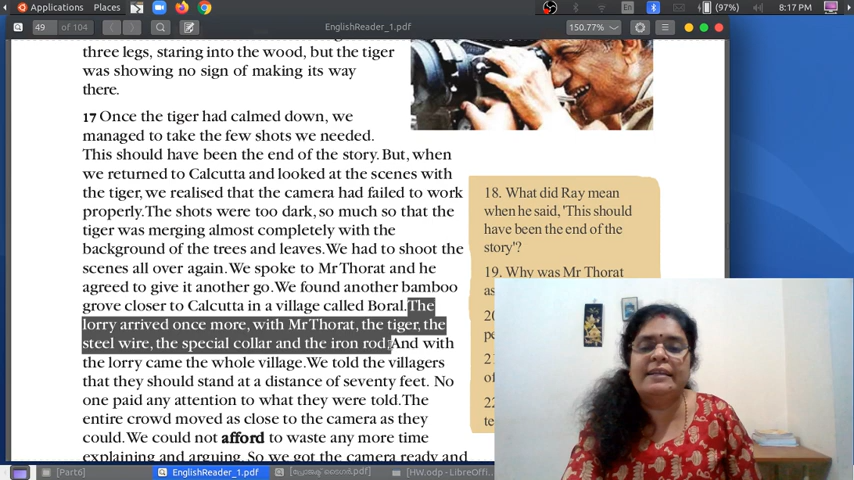 Applications Places
En (97%) 8:17 PM
49 of 104 EnglishReader_1.pdf 150.77%
three legs, staring into the wood, but the tiger
was showing no sign of making its way
there.
17 Once the tiger had calmed down, we
managed to take the few shots we needed.
This should have been the end of the story. But, when
we returned to Calcutta and looked at the scenes with
the tiger, we realised that the camera had failed to work
properly.The shots were too dark, so much so that the
tiger was merging almost completely with the
background of the trees and leaves.We had to shoot the
scenes all over again.We spoke to Mr Thorat and he
agreed to give it another go.We found another bamboo
grove closer to Calcutta in a village called Boral.The
lorry arrived once more, with Mr Thorat, the tiger, the
steel wire, the special collar and the iron rod. And with
the lorry came the whole village.We told the villagers
that they should stand at a distance of seventy feet. No
one paid any attention to what they were told.The
entire crowd moved as close to the camera as they
could.We could not afford to waste any more time
explaining and arguing. So we got the camera ready and
18. What did Ray mean
when he said, 'This should
have been the end of the
story'?
19. Why was Mr Thorat
as
20
pe
21
of
22
te
[Part6] EnglishReader_1.pdf [HW.odp - LibreOffi...